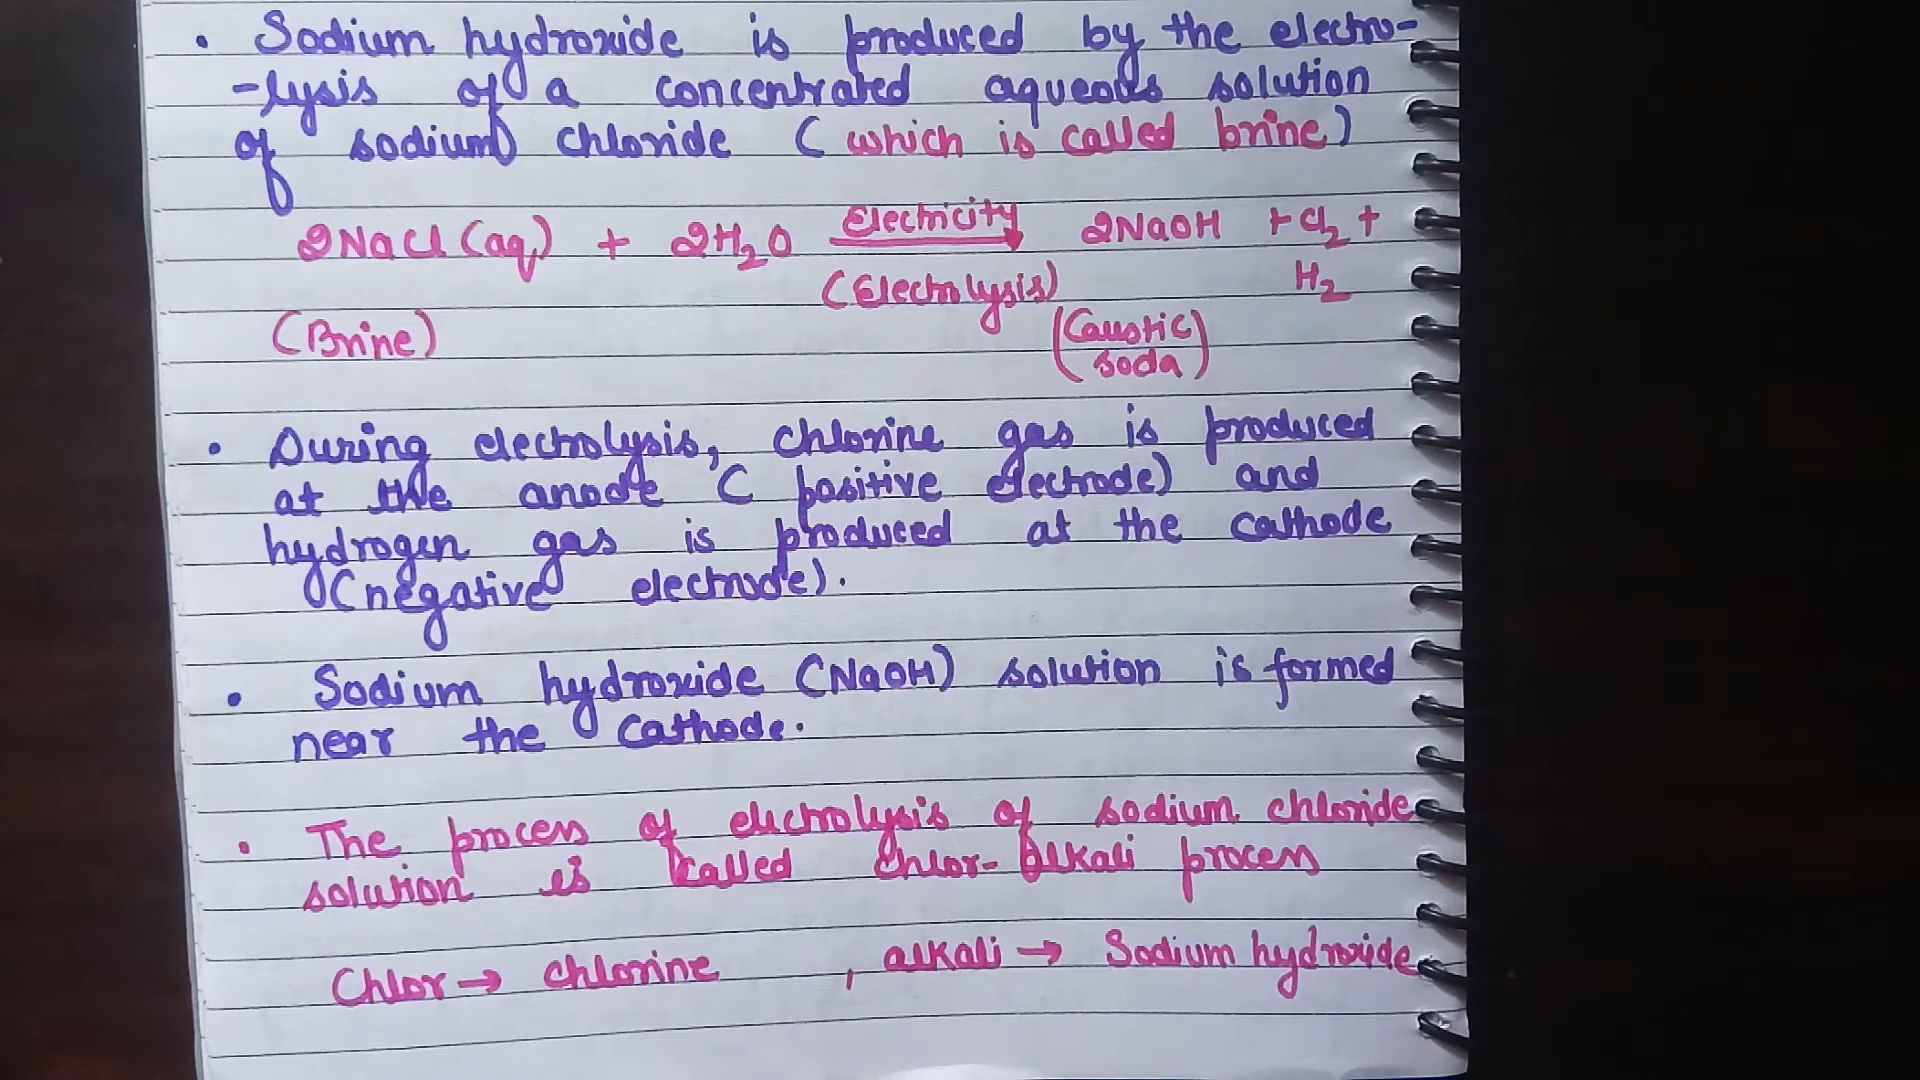 • Sodium hydroxide is produced by the electro-
-lysis of a concentrated aqueous solution
of sodium chloride ( which is called brine)
2NaCl (aq) + 2H₂O Electricity → 2NaOH + Cl₂ +
(Electrolysis) H₂
(Brine) (Caustic soda)
• During electrolysis, chlorine gas is produced
at the anode ( positive electrode) and
hydrogen gas is produced at the cathode
(negative electrode).
• Sodium hydroxide (NaOH) solution is formed
near the cathode.
• The process of electrolysis of sodium chloride
solution is called chlor-alkali process
Chlor → chlorine , alkali → Sodium hydroxide